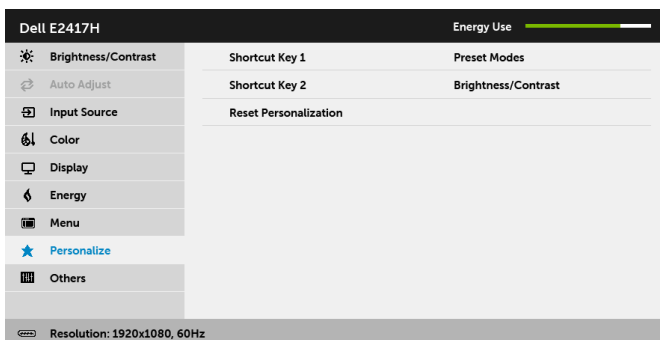 Dell E2417H Energy Use
Brightness/Contrast Shortcut Key 1 Preset Modes
Auto Adjust Shortcut Key 2 Brightness/Contrast
Input Source Reset Personalization
Color
Display
Energy
Menu
Personalize
Others
Resolution: 1920x1080, 60Hz